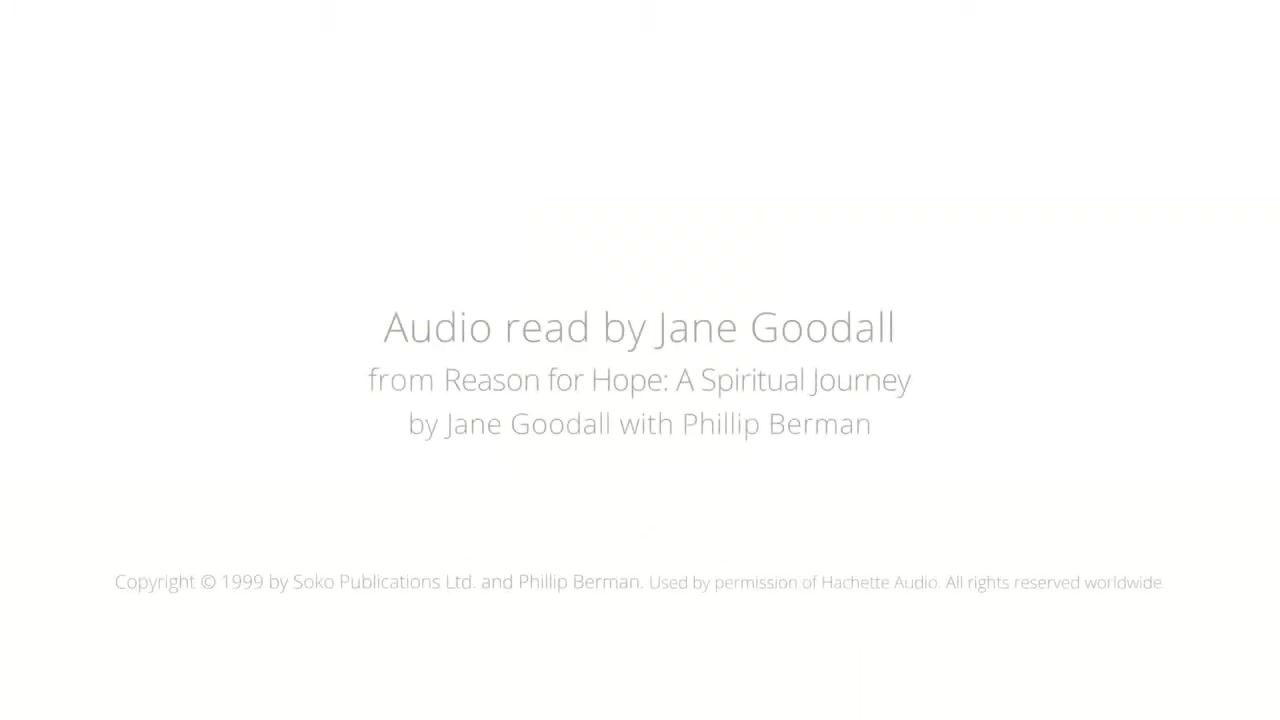 Audio read by Jane Goodall
from Reason for Hope: A Spiritual Journey
by Jane Goodall with Phillip Berman
Copyright © 1999 by Soko Publications Ltd. and Phillip Berman. Used by permission of Hachette Audio. All rights reserved worldwide